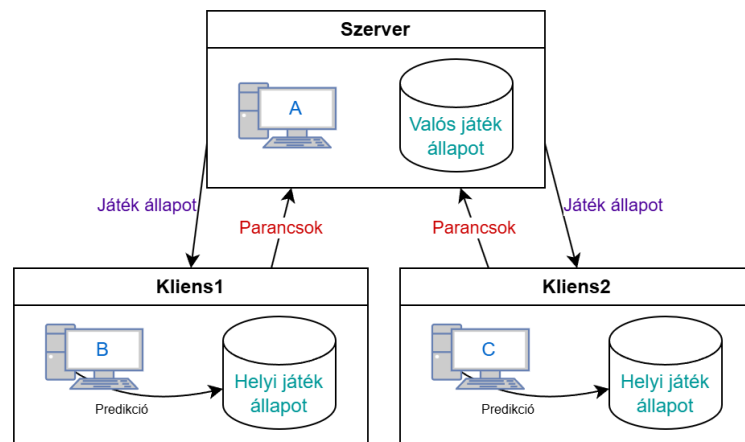 Szerver
A
Valós játék
állapot
Játék állapot
Parancsok
Parancsok
Játék állapot
Kliens1
B
Helyi játék
állapot
Predikció
Kliens2
C
Helyi játék
állapot
Predikció